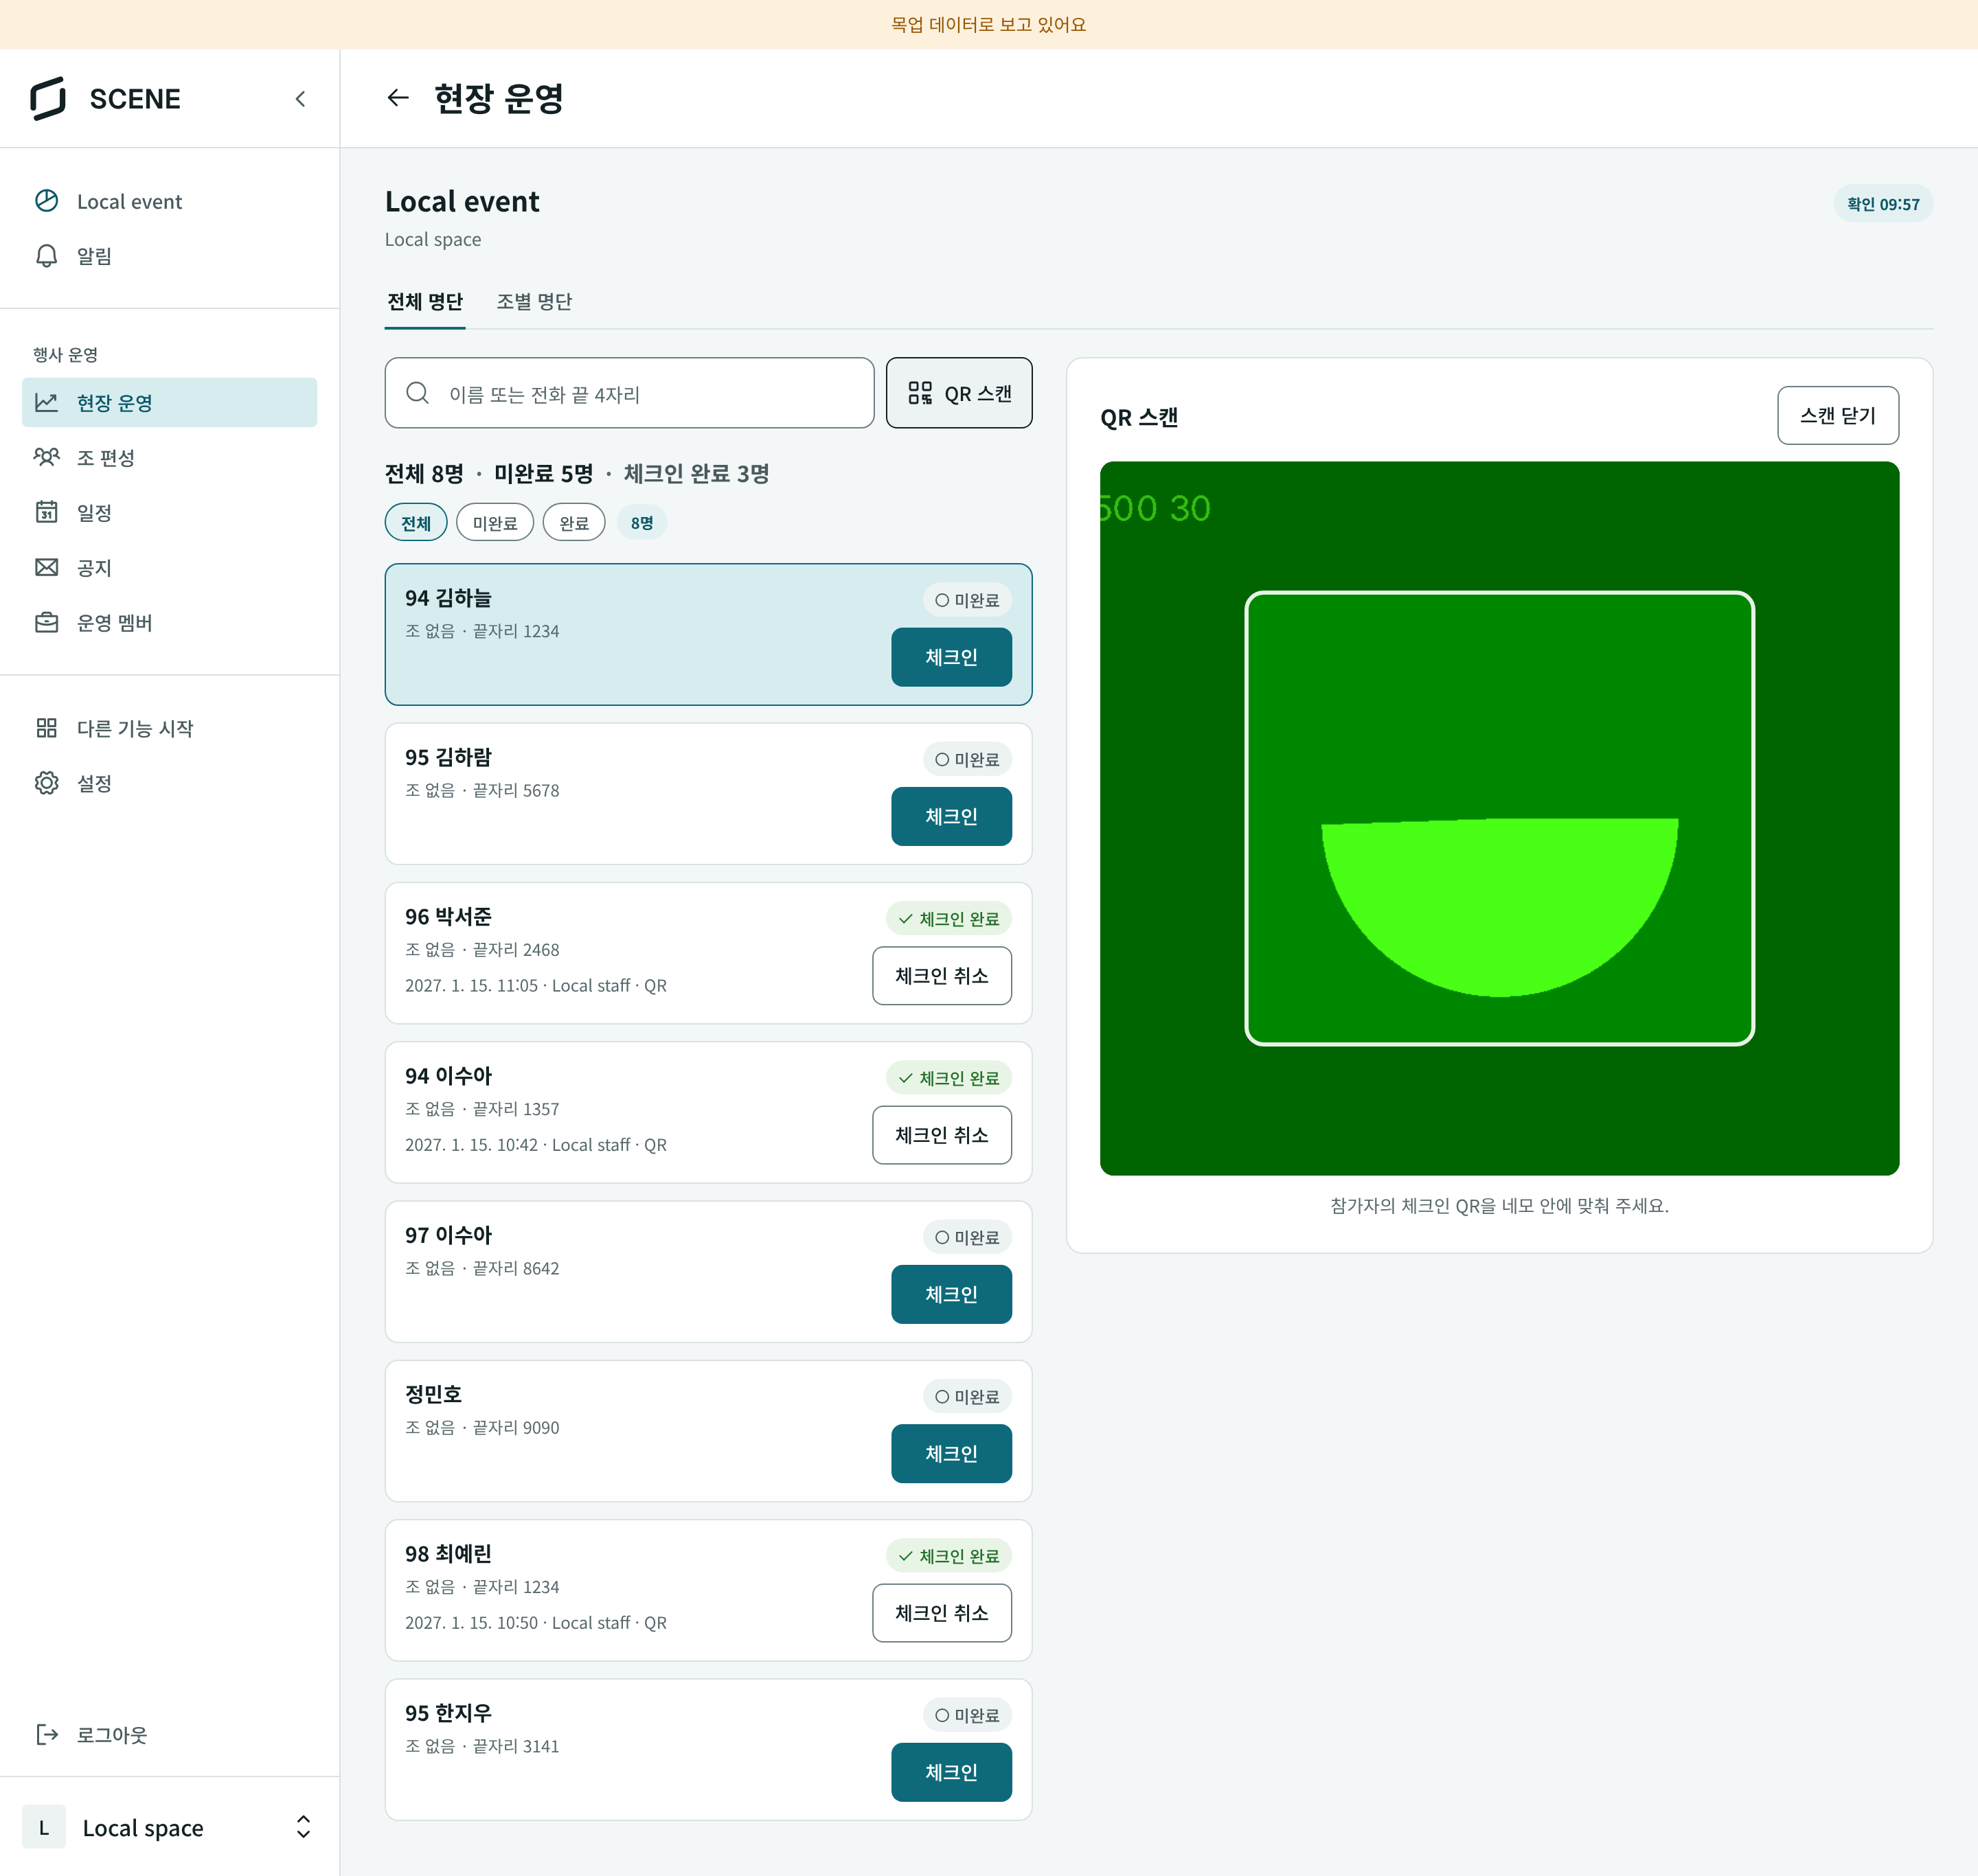 목업 데이터로 보고 있어요
SCENE
현장 운영
Local event
알림
행사 운영
현장 운영
조 편성
31
일정
공지
운영 멤버
다른 기능 시작
설정
로그아웃
L
Local space
Local event
Local space
확인 09:57
전체 명단
조별 명단
이름 또는 전화 끝 4자리
QR 스캔
전체 8명 · 미완료 5명 · 체크인 완료 3명
전체
미완료
완료
8명
94 김하늘
미완료
조 없음 · 끝자리 1234
체크인
95 김하람
미완료
조 없음 · 끝자리 5678
체크인
96 박서준
체크인 완료
조 없음 · 끝자리 2468
체크인 취소
2027. 1. 15. 11:05 · Local staff · QR
94 이수아
체크인 완료
조 없음 · 끝자리 1357
체크인 취소
2027. 1. 15. 10:42 · Local staff · QR
97 이수아
미완료
조 없음 · 끝자리 8642
체크인
정민호
미완료
조 없음 · 끝자리 9090
체크인
98 최예린
체크인 완료
조 없음 · 끝자리 1234
체크인 취소
2027. 1. 15. 10:50 · Local staff · QR
95 한지우
미완료
조 없음 · 끝자리 3141
체크인
QR 스캔
스캔 닫기
500 30
참가자의 체크인 QR을 네모 안에 맞춰 주세요.